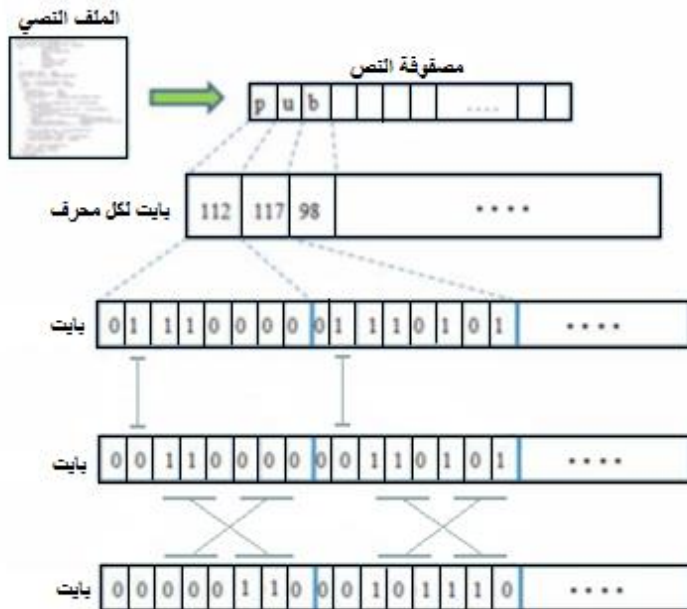 الملف النصي
مصفوفة النص
p u b ....
بايت لكل محرف 112 117 98 ....
بايت 0 1 1 1 0 0 0 0 0 1 1 1 0 1 0 1 ....
بايت 0 0 1 1 0 0 0 0 0 0 1 1 0 1 0 1 ....
بايت 0 0 0 0 0 1 1 0 0 0 1 0 1 1 1 0 ....